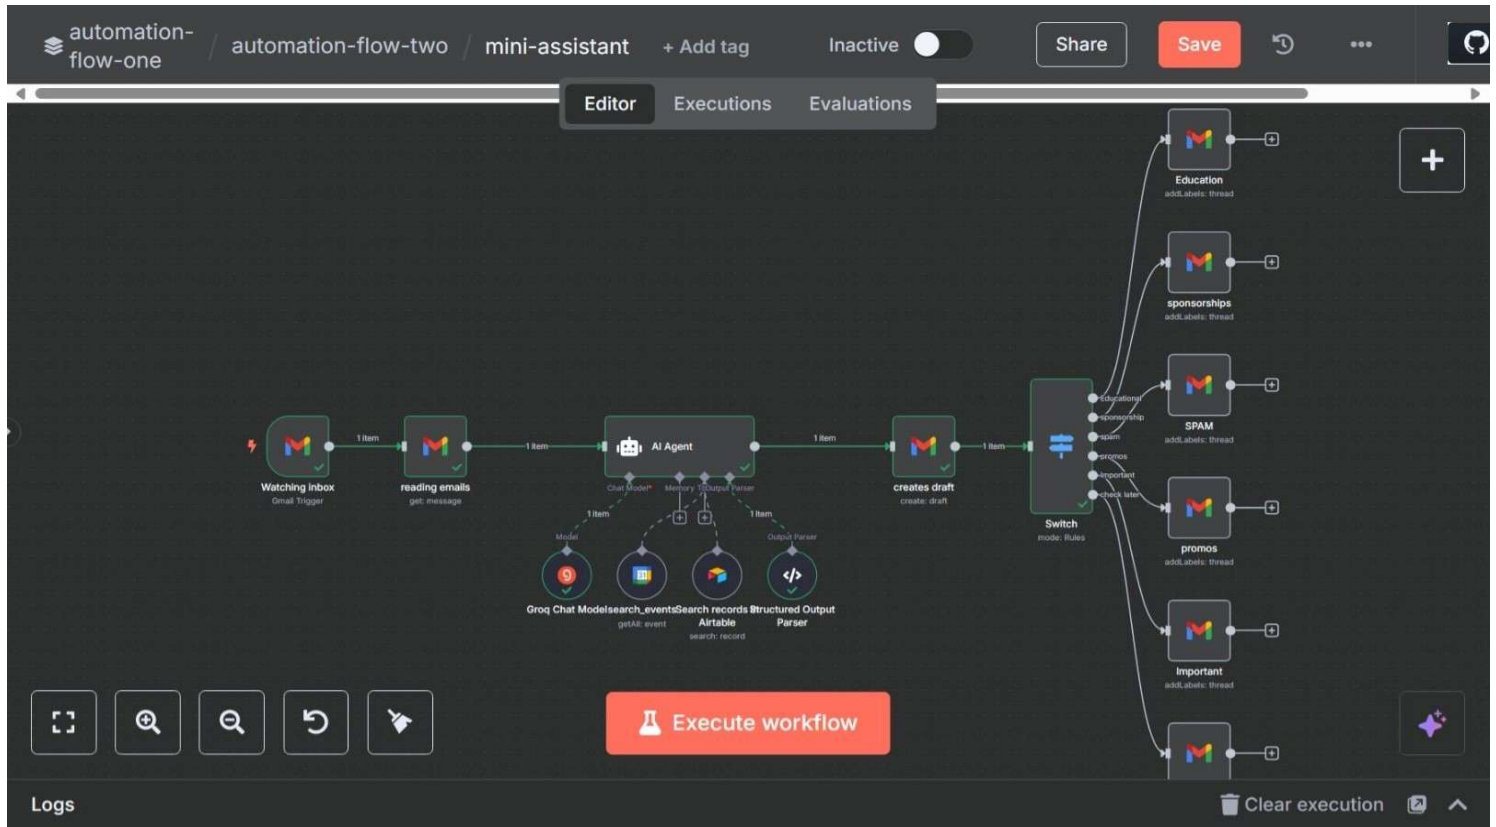 automation-
flow-one
/ automation-flow-two / mini-assistant + Add tag
Inactive
Share
Save
Editor Executions Evaluations
Education
addLabels: thread
sponsorships
addLabels: thread
SPAM
addLabels: thread
promos
addLabels: thread
Important
addLabels: thread
Watching inbox
Gmail Trigger
1 item
reading emails
get: message
1 item
AI Agent
Chat Model*
Memory
Output Parser
1 item
creates draft
create: draft
1 item
Educational
sponsorship
spam
promos
Important
check later
Switch
mode: Rules
1 item
Model
Groq Chat Model
31
search_events
getAll: event
Search records in
Airtable
search: record
1 item
Output Parser
</>
Structured Output
Parser
Execute workflow
Logs
Clear execution